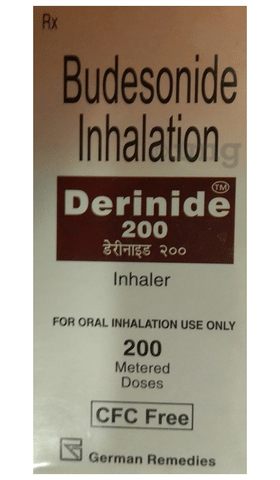 Rx
Budesonide
Inhalation
Derinide™
200
डेरीनाइड २००
Inhaler
FOR ORAL INHALATION USE ONLY
200
Metered
Doses
CFC Free
German Remedies